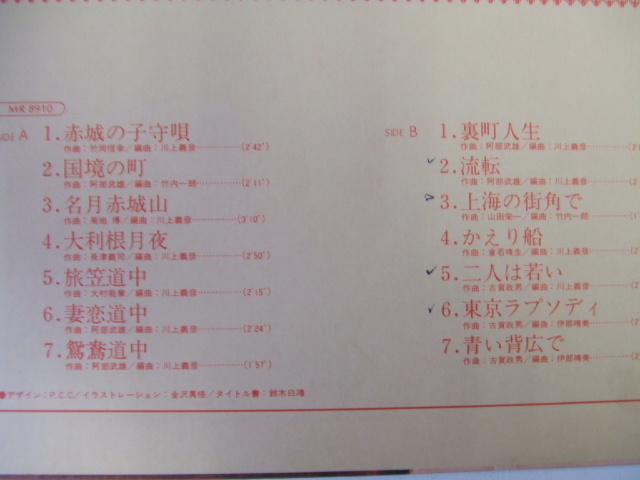 MR 8910
SIDE A
1.赤城の子守唄
作曲:竹岡信幸/編曲:川上義彦…………(2'42")
2.国境の町
作曲:阿部武雄/編曲:竹内一朗…………(2'11")
3.名月赤城山
作曲:菊地 博/編曲:川上義彦…………(3'10")
4.大利根月夜
作曲:長津義司/編曲:川上義彦…………(2'50")
5.旅笠道中
作曲:大村能章/編曲:川上義彦…………(2'15")
6.妻恋道中
作曲:阿部武雄/編曲:川上義彦…………(2'24")
7.鴛鴦道中
作曲:阿部武雄/編曲:川上義彦…………(1'57")
SIDE B
1.裏町人生
作曲:阿部武雄/編曲:川上義彦…………(2'
2.流転
作曲:阿部武雄/編曲:川上義彦…………(2'
3.上海の街角で
作曲:山田栄一/編曲:竹内一朗…………(1'
4.かえり船
作曲:倉若晴生/編曲:川上義彦…………(2'
5.二人は若い
作曲:古賀政男/編曲:川上義彦…………(2'
6.東京ラプソディ
作曲:古賀政男/編曲:伊部晴美…………(2'
7.青い背広で
作曲:古賀政男/編曲:伊部晴美…………(2'
●デザイン:P.C.C/イラストレーション:金沢真怪/タイトル書:鈴木白鴻